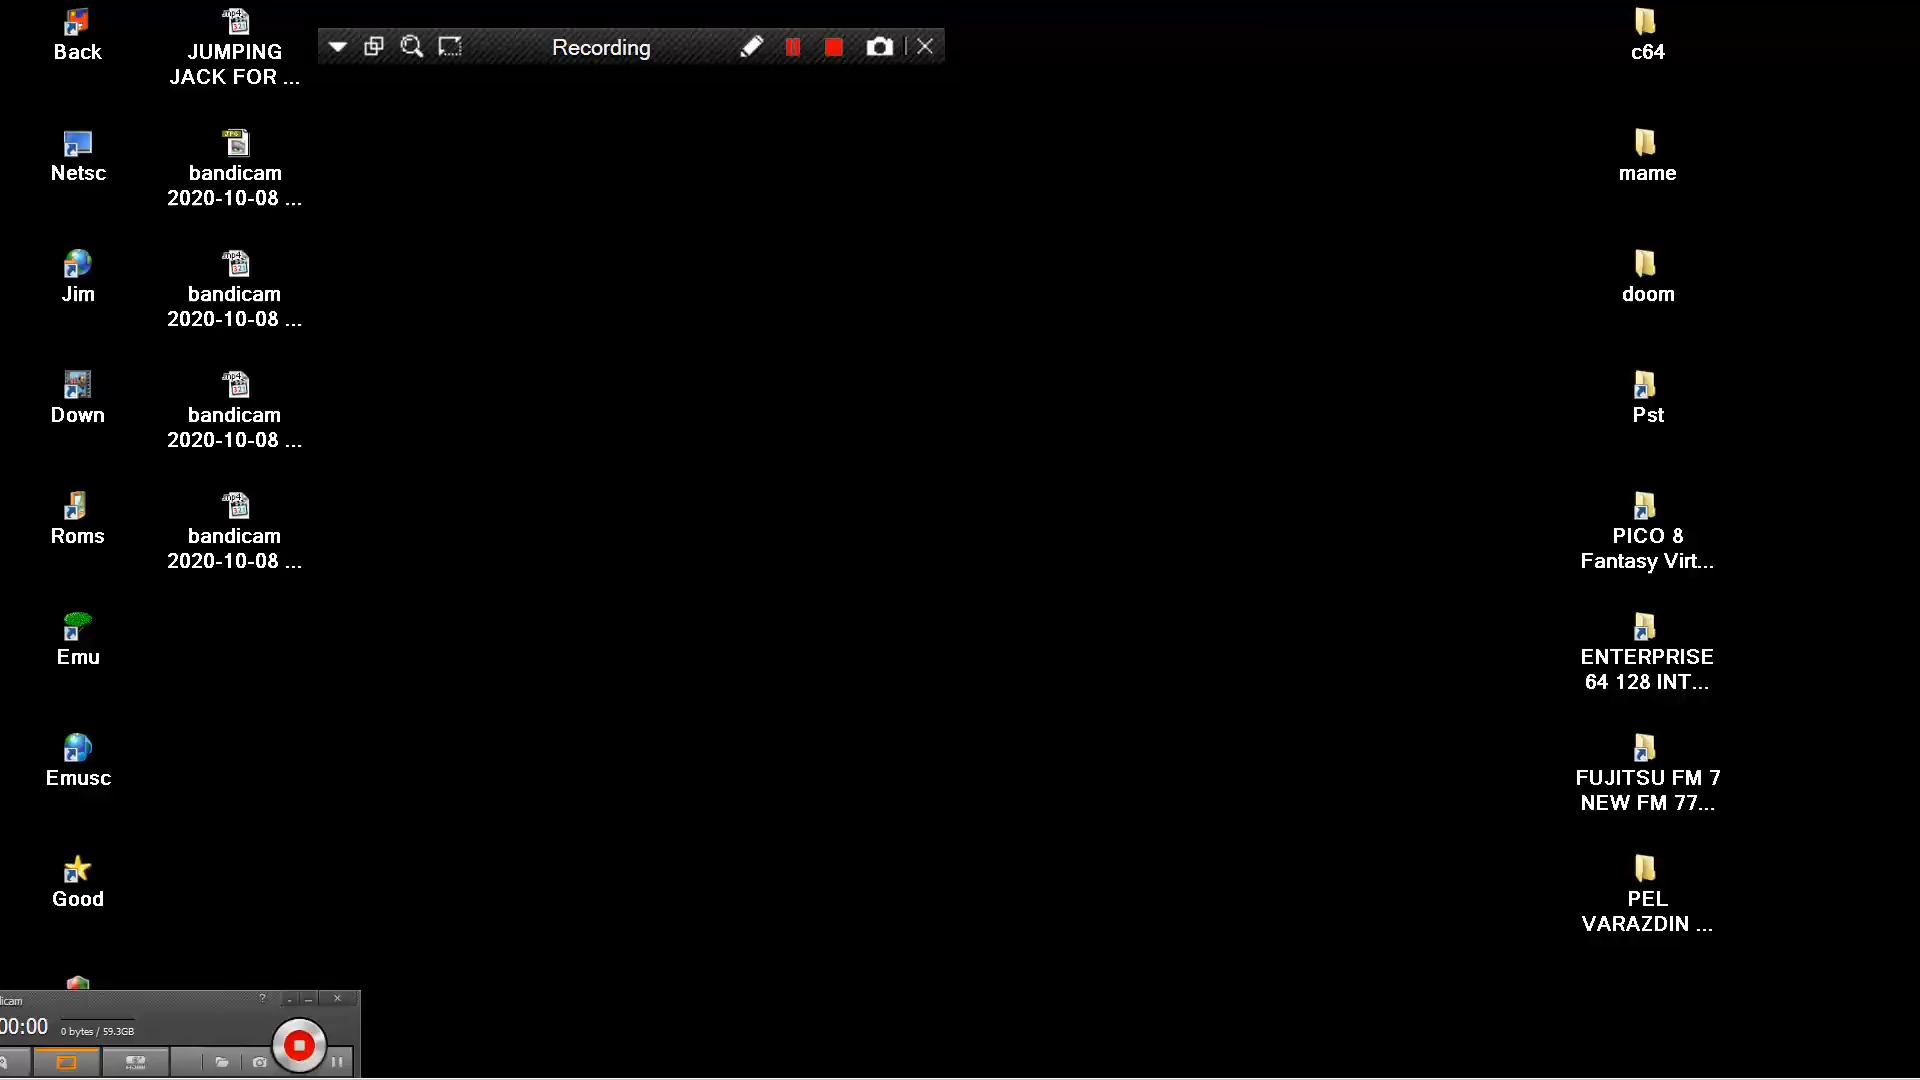 Back
JUMPING
JACK FOR ...
Recording
c64
Netsc
bandicam
2020-10-08 ...
mame
Jim
bandicam
2020-10-08 ...
doom
Down
bandicam
2020-10-08 ...
Pst
Roms
bandicam
2020-10-08 ...
PICO 8
Fantasy Virt...
Emu
ENTERPRISE
64 128 INT...
Emusc
FUJITSU FM 7
NEW FM 77...
Good
PEL
VARAZDIN ...
dicam
00:00
0 bytes / 59.3GB